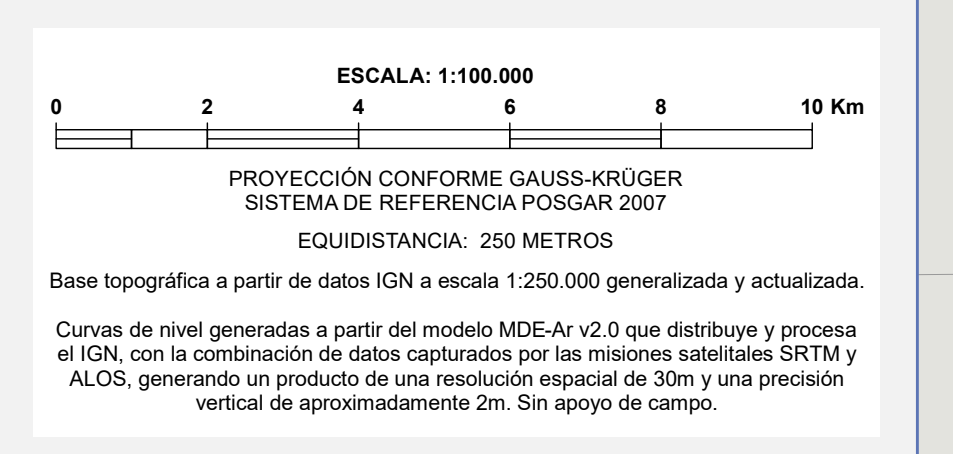 ESCALA: 1:100.000
0 2 4 6 8 10 Km
PROYECCIÓN CONFORME GAUSS-KRÜGER
SISTEMA DE REFERENCIA POSGAR 2007
EQUIDISTANCIA: 250 METROS
Base topográfica a partir de datos IGN a escala 1:250.000 generalizada y actualizada.
Curvas de nivel generadas a partir del modelo MDE-Ar v2.0 que distribuye y procesa
el IGN, con la combinación de datos capturados por las misiones satelitales SRTM y
ALOS, generando un producto de una resolución espacial de 30m y una precisión
vertical de aproximadamente 2m. Sin apoyo de campo.